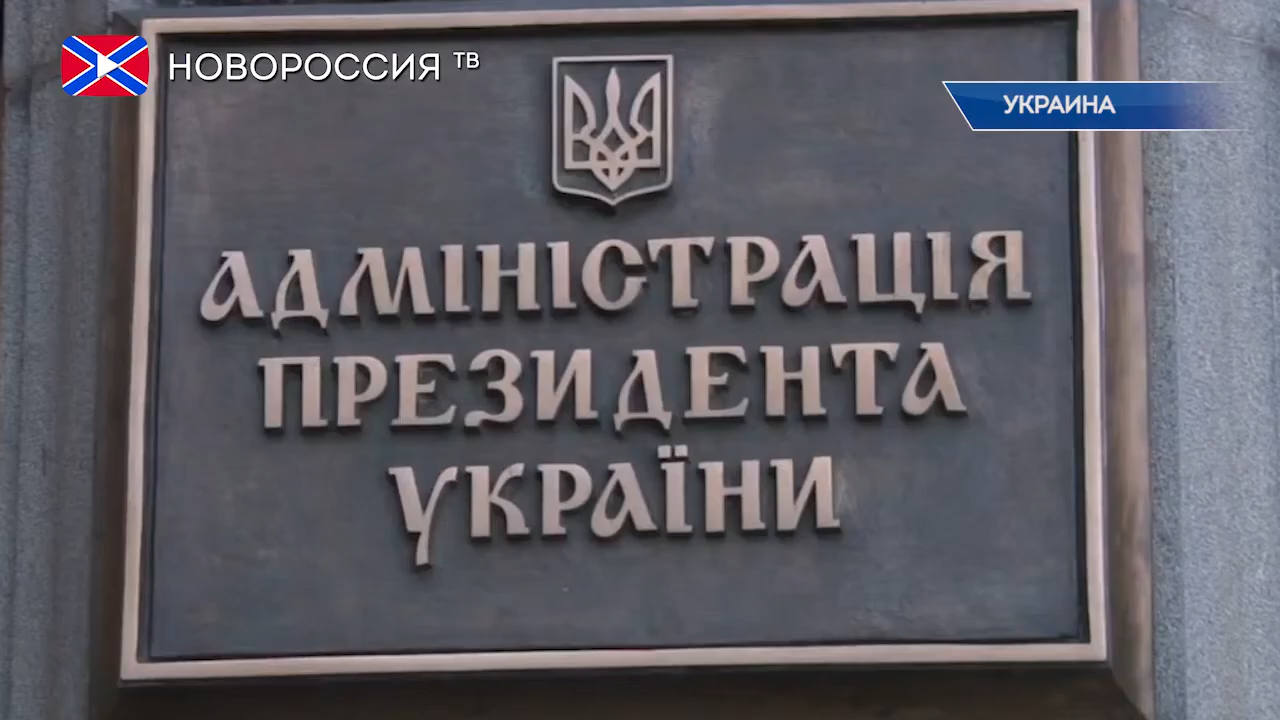 НОВОРОССИЯ ТВ
УКРАИНА
АДМІНІСТРАЦІЯ
ПРЕЗИДЕНТА
УКРАЇНИ